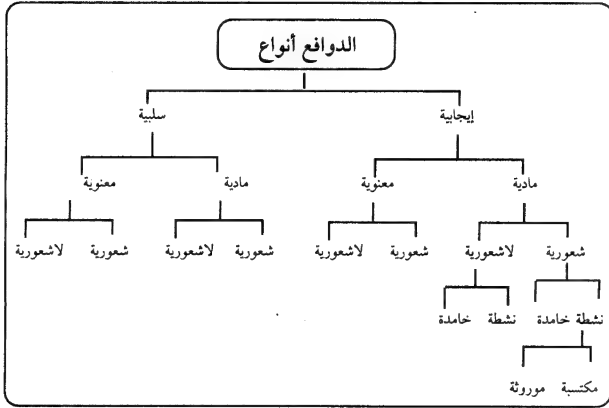 الدوافع أنواع
إيجابية سلبية
مادية معنوية مادية معنوية
شعورية لاشعورية شعورية لاشعورية شعورية لاشعورية شعورية لاشعورية
نشطة خامدة نشطة خامدة
مكتسبة موروثة